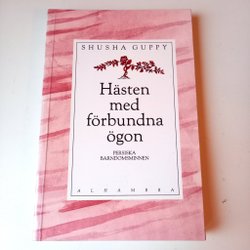 SHUSHA GUPPY
Hästen
med
förbundna
ögon
PERSISKA
BARNDOMSMINNEN
ALHAMBRA